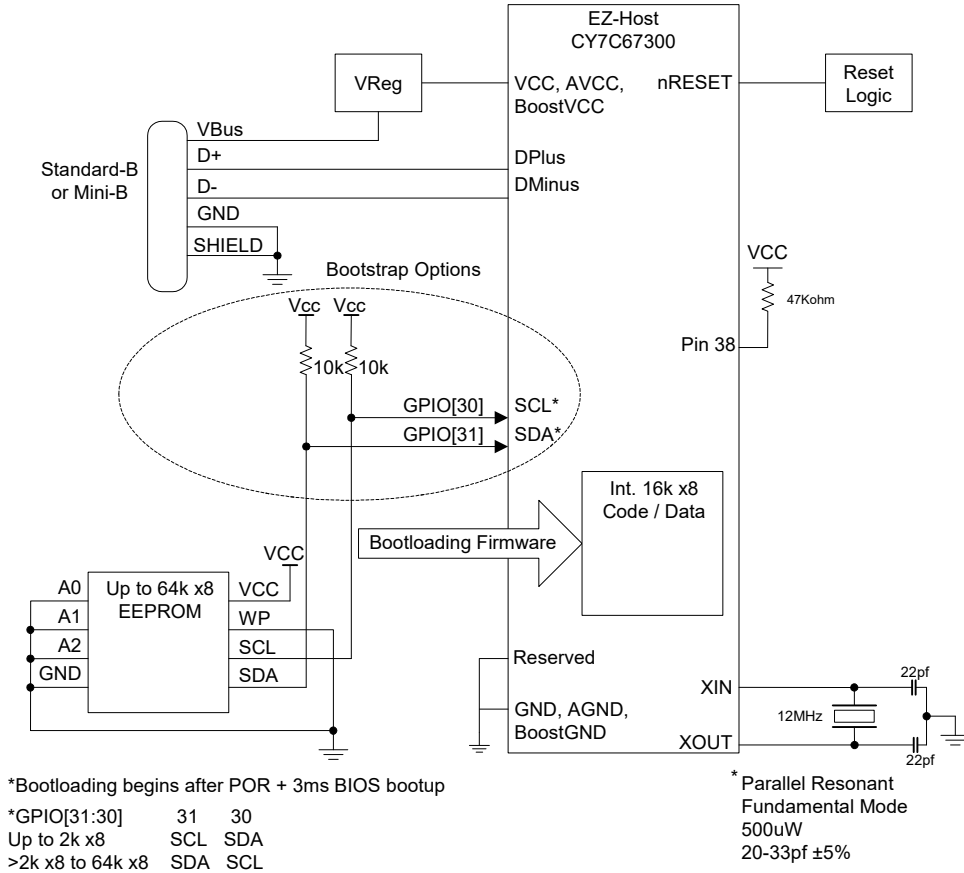 EZ-Host
CY7C67300
VReg
VCC, AVCC,
BoostVCC
nRESET
Reset
Logic
VBus
Standard-B
or Mini-B
D+
DPlus
D-
DMinus
GND
SHIELD
Bootstrap Options
VCC
47Kohm
Pin 38
Vcc
Vcc
10k
10k
GPIO[30]
SCL*
GPIO[31]
SDA*
Int. 16k x8
Code / Data
Bootloading Firmware
VCC
A0
Up to 64k x8
EEPROM
VCC
A1
WP
A2
SCL
GND
SDA
Reserved
GND, AGND,
BoostGND
XIN
22pf
12MHz
XOUT
22pf
*Bootloading begins after POR + 3ms BIOS bootup
*GPIO[31:30] 31 30
Up to 2k x8 SCL SDA
>2k x8 to 64k x8 SDA SCL
* Parallel Resonant
Fundamental Mode
500uW
20-33pf ±5%